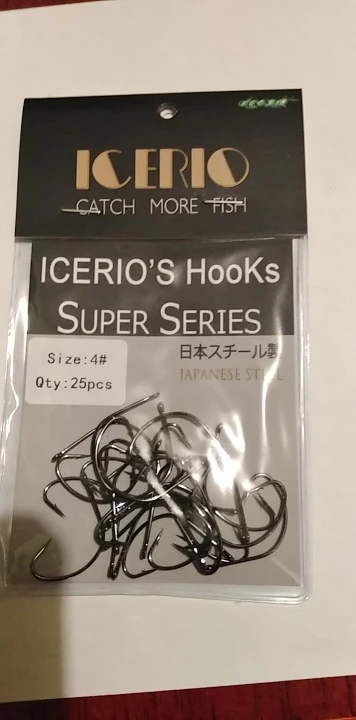 ICERIO
CATCH MORE FISH
ICERIO'S HooKs
SUPER SERIES
Size:4#
Qty:25pcs
日本スチール製
JAPANESE STEEL